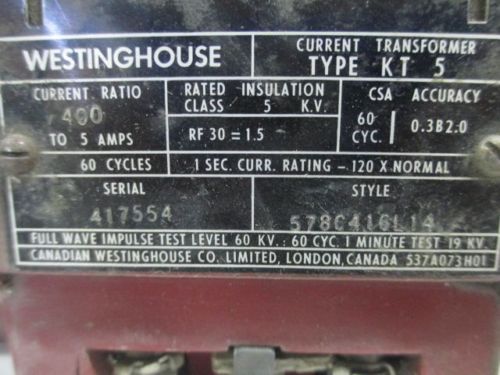 WESTINGHOUSE
CURRENT TRANSFORMER
TYPE KT 5
CURRENT RATIO
400
TO 5 AMPS
RATED INSULATION
CLASS 5 K.V.
RF 30 = 1.5
CSA ACCURACY
60
CYC.
0.3B2.0
60 CYCLES
1 SEC. CURR. RATING – 120 X NORMAL
SERIAL
417554
STYLE
578C416L14
FULL WAVE IMPULSE TEST LEVEL 60 KV.: 60 CYC. 1 MINUTE TEST 19 KV.
CANADIAN WESTINGHOUSE CO. LIMITED, LONDON, CANADA 537A073H01